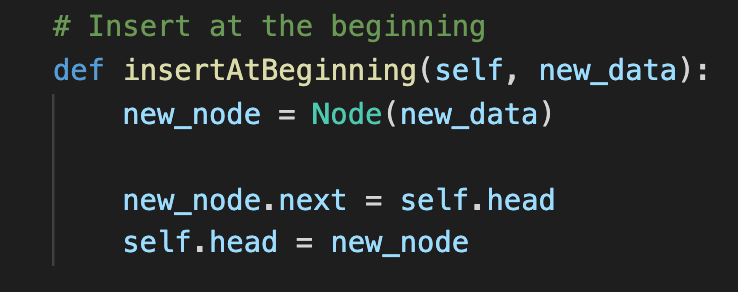 # Insert at the beginning
def insertAtBeginning(self, new_data):
    new_node = Node(new_data)

    new_node.next = self.head
    self.head = new_node